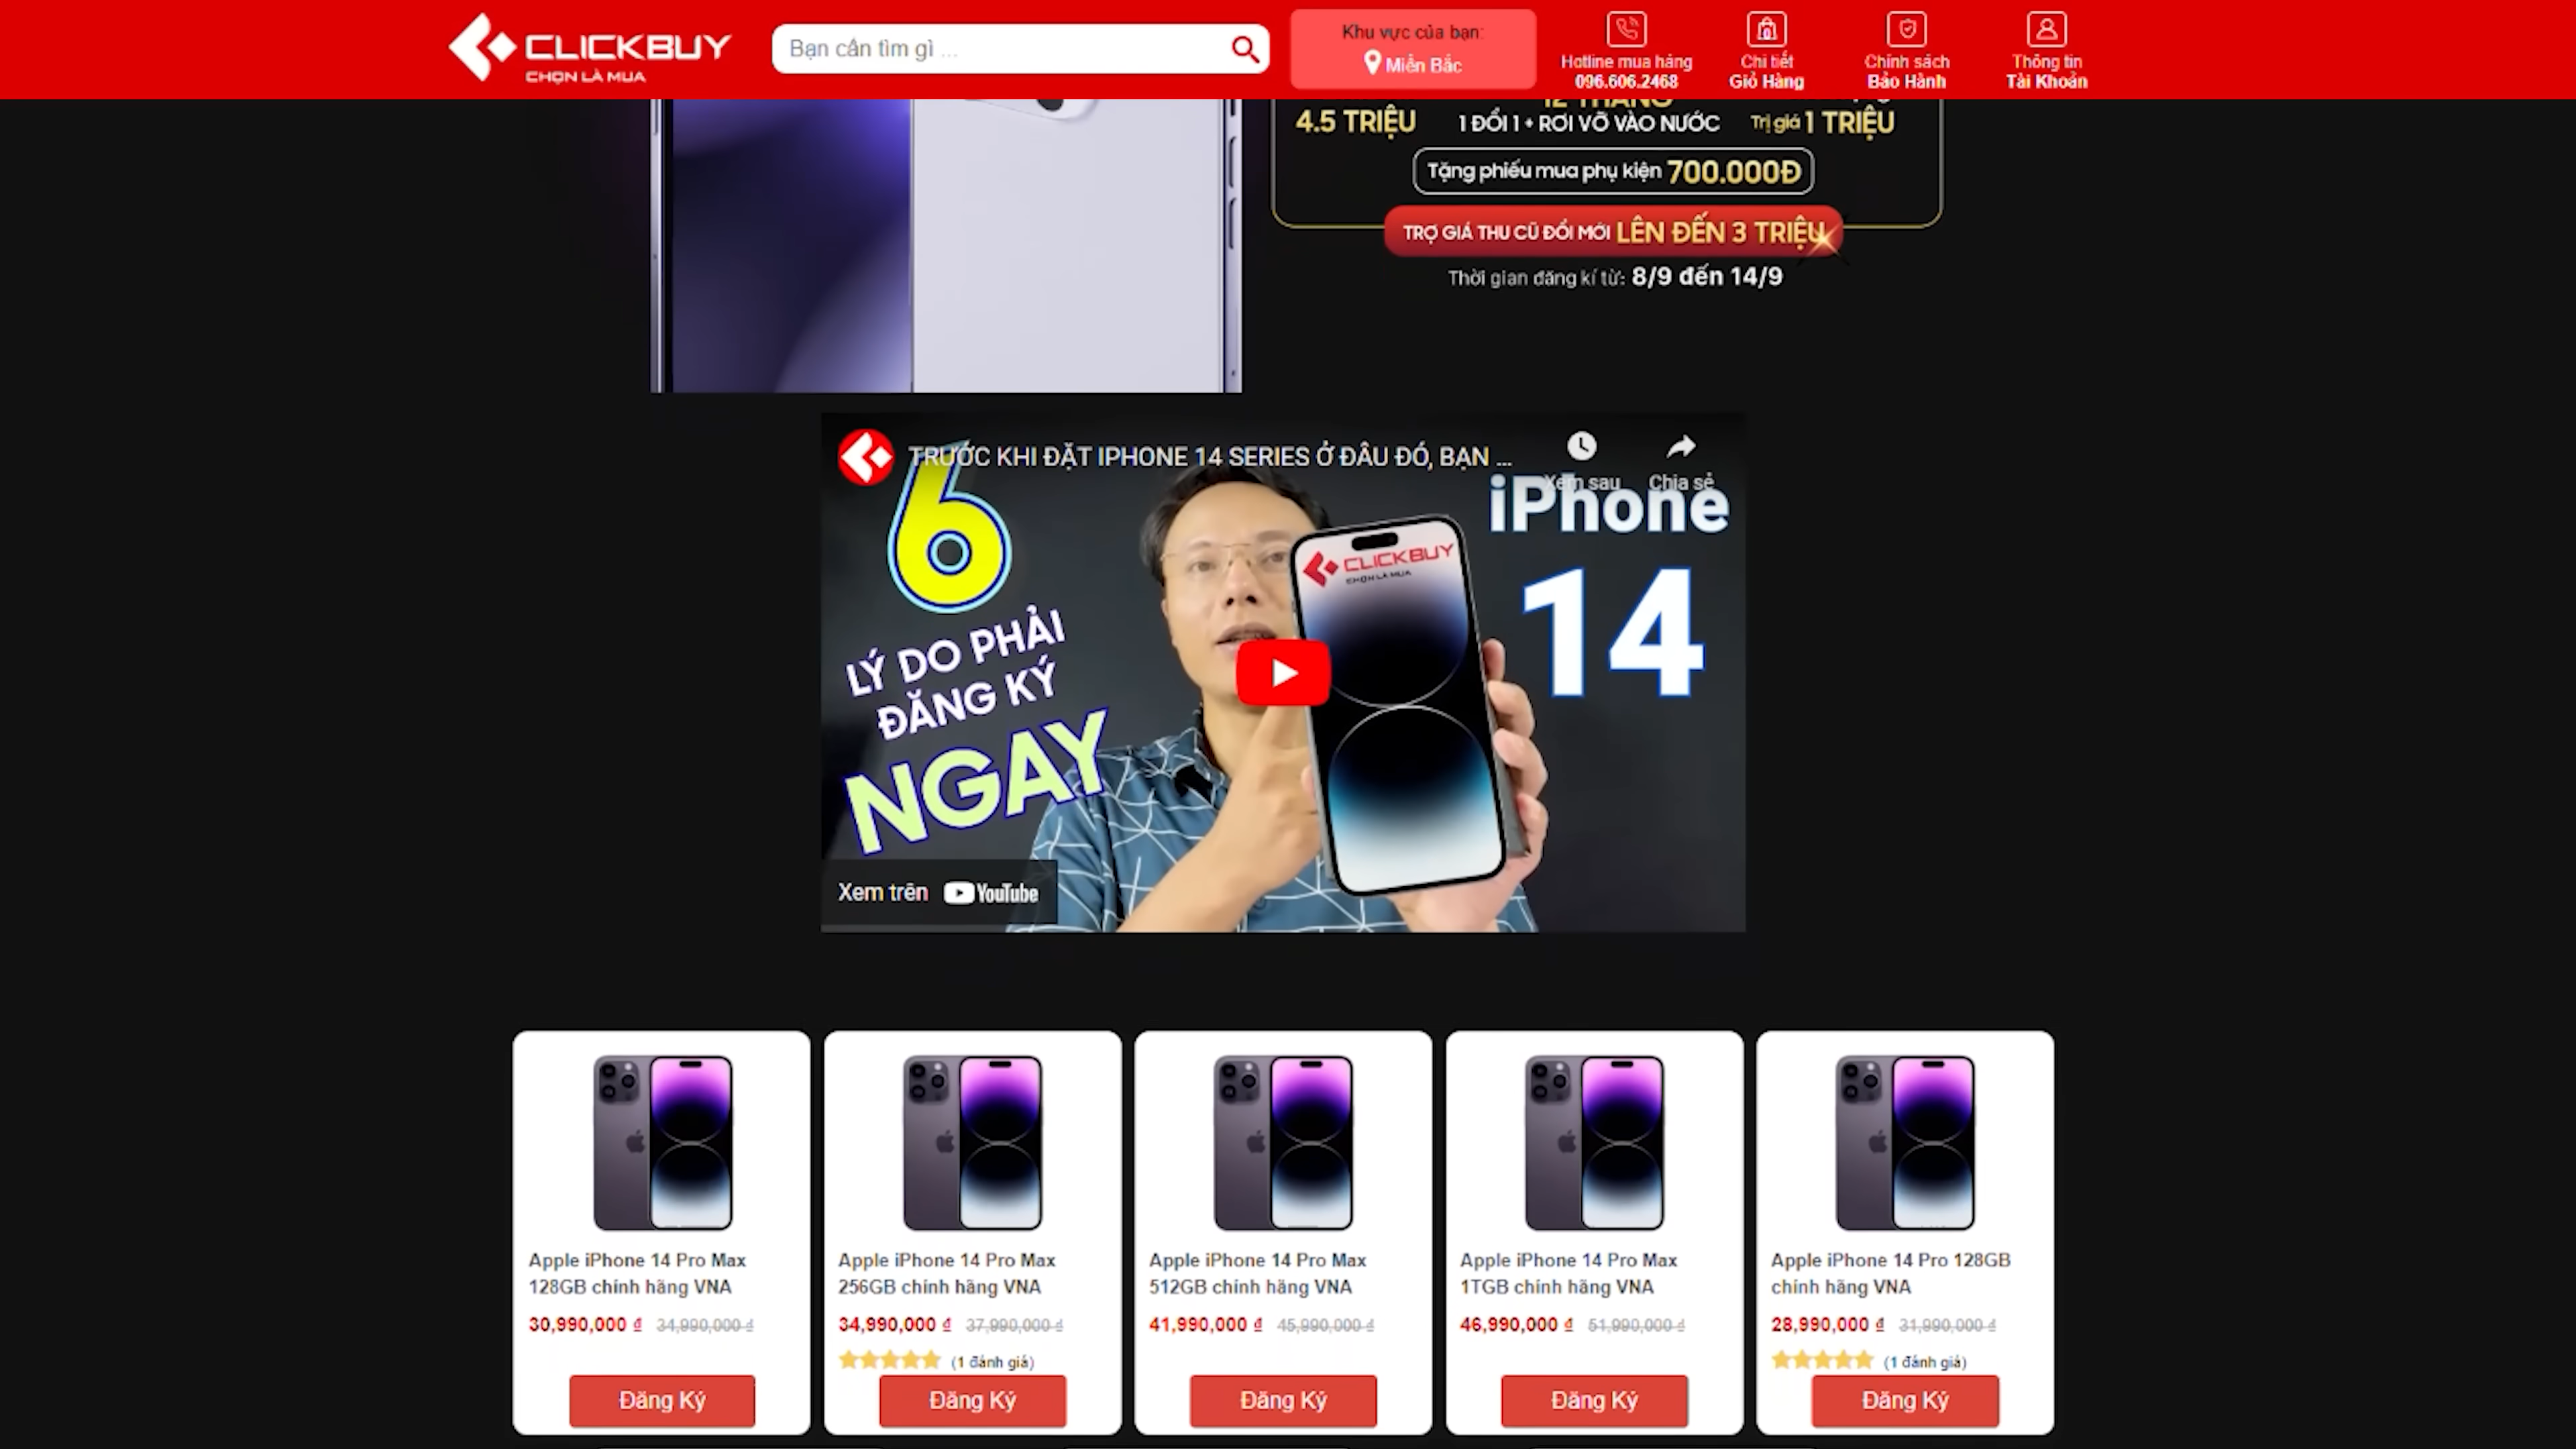 CLICKBUY
CHỌN LÀ MUA
Bạn cần tìm gì ...
Khu vực của bạn:
Miền Bắc
Hotline mua hàng
096.606.2468
Chi tiết
Giỏ Hàng
Chính sách
Bảo Hành
Thông tin
Tài Khoản
12 THÁNG
4.5 TRIỆU
1 ĐỔI 1 + RƠI VỠ VÀO NƯỚC
Trị giá 1 TRIỆU
Tặng phiếu mua phụ kiện 700.000Đ
TRỢ GIÁ THU CŨ ĐỔI MỚI LÊN ĐẾN 3 TRIỆU
Thời gian đăng kí từ: 8/9 đến 14/9
TRƯỚC KHI ĐẶT IPHONE 14 SERIES Ở ĐÂU ĐÓ, BẠN ...
Xem sau
Chia sẻ
6
LÝ DO PHẢI
ĐĂNG KÝ
NGAY
iPhone
14
CLICKBUY
CHỌN LÀ MUA
Xem trên YouTube
Apple iPhone 14 Pro Max
128GB chính hãng VNA
30,990,000 ₫ 34,990,000 ₫
Đăng Ký
Apple iPhone 14 Pro Max
256GB chính hãng VNA
34,990,000 ₫ 37,990,000 ₫
(1 đánh giá)
Đăng Ký
Apple iPhone 14 Pro Max
512GB chính hãng VNA
41,990,000 ₫ 45,990,000 ₫
Đăng Ký
Apple iPhone 14 Pro Max
1TGB chính hãng VNA
46,990,000 ₫ 51,990,000 ₫
Đăng Ký
Apple iPhone 14 Pro 128GB
chính hãng VNA
28,990,000 ₫ 31,990,000 ₫
(1 đánh giá)
Đăng Ký